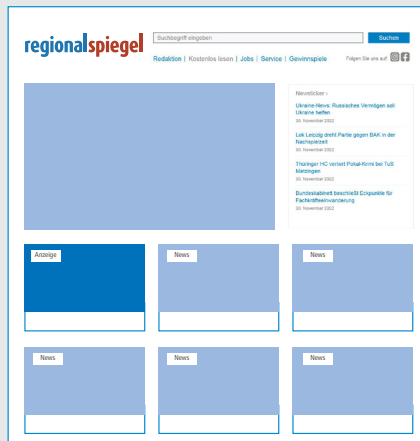 regionalspiegel
Suchbegriff eingeben
Suchen
Redaktion | Kostenlos lesen | Jobs | Service | Gewinnspiele
Folgen Sie uns auf:
Newsticker ›
Ukraine-News: Russisches Vermögen soll
Ukraine helfen
30. November 2022
Lok Leipzig dreht Partie gegen BAK in der
Nachspielzeit
30. November 2022
Thüringer HC verliert Pokal-Krimi bei TuS
Metzingen
30. November 2022
Bundeskabinett beschließt Eckpunkte für
Fachkräfteeinwanderung
30. November 2022
Anzeige
News
News
News
News
News